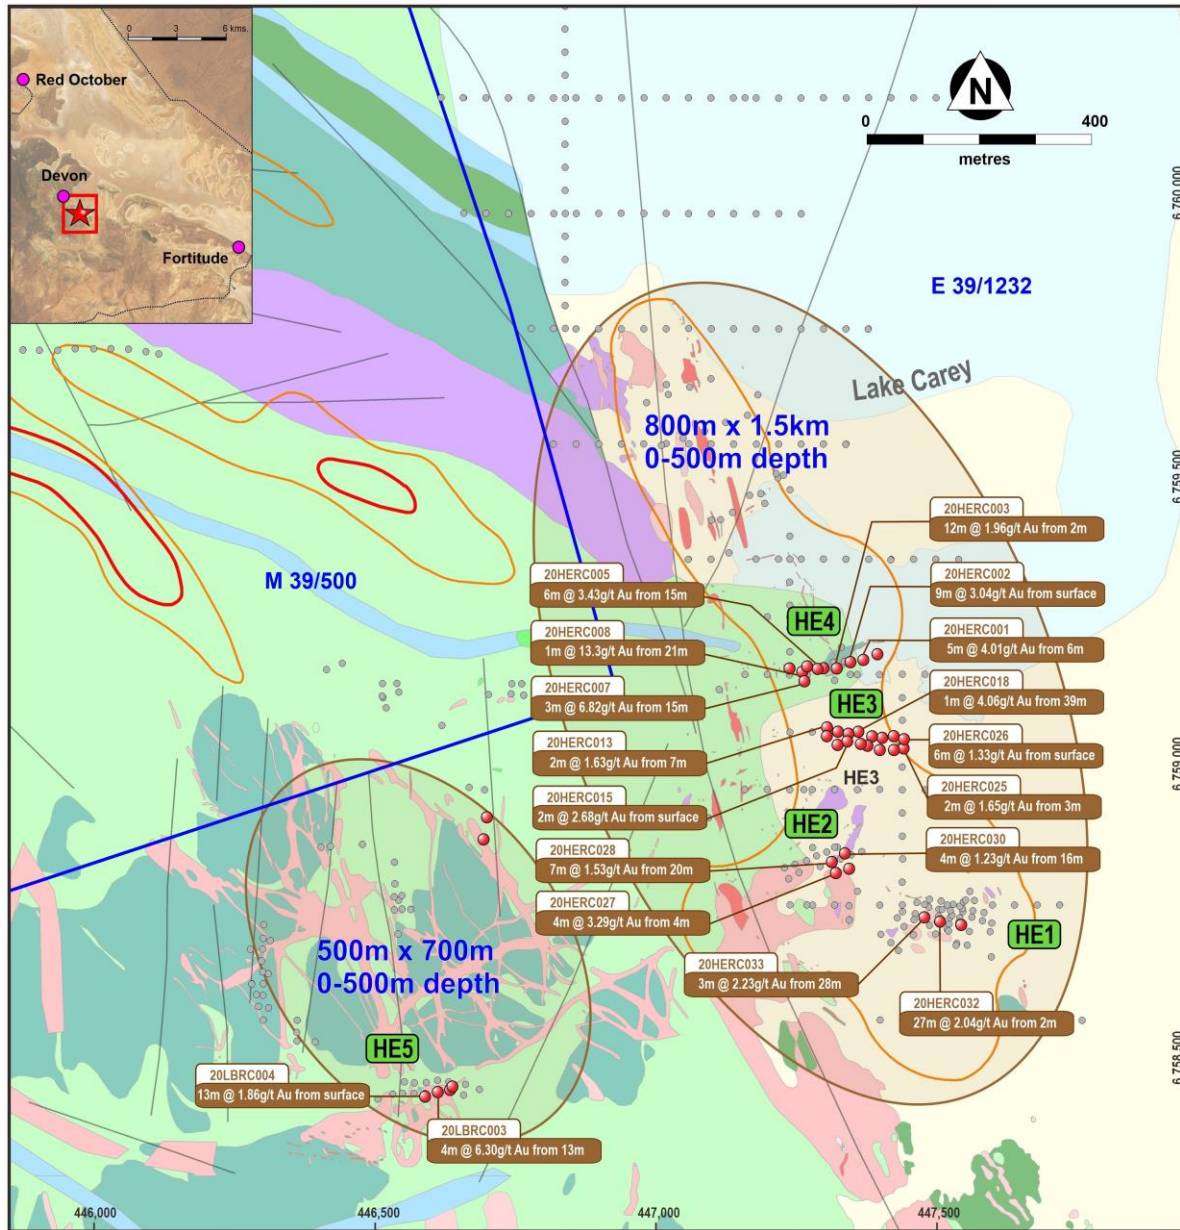 0 3 6 kms.
Red October
Devon
Fortitude
N
0 400
metres
6,760,000
E 39/1232
Lake Carey
800m x 1.5km
0-500m depth
6,759,500
20HERC003
12m @ 1.96g/t Au from 2m
20HERC005
6m @ 3.43g/t Au from 15m
20HERC002
9m @ 3.04g/t Au from surface
M 39/500
HE4
20HERC008
1m @ 13.3g/t Au from 21m
20HERC001
5m @ 4.01g/t Au from 6m
20HERC007
3m @ 6.82g/t Au from 15m
HE3
20HERC018
1m @ 4.06g/t Au from 39m
20HERC013
2m @ 1.63g/t Au from 7m
20HERC026
6m @ 1.33g/t Au from surface
6,759,000
HE3
20HERC015
2m @ 2.68g/t Au from surface
20HERC025
2m @ 1.65g/t Au from 3m
HE2
20HERC028
7m @ 1.53g/t Au from 20m
20HERC030
4m @ 1.23g/t Au from 16m
20HERC027
4m @ 3.29g/t Au from 4m
HE1
500m x 700m
0-500m depth
20HERC033
3m @ 2.23g/t Au from 28m
20HERC032
27m @ 2.04g/t Au from 2m
HE5
6,758,500
20LBRC004
13m @ 1.86g/t Au from surface
20LBRC003
4m @ 6.30g/t Au from 13m
446,000
446,500
447,000
447,500